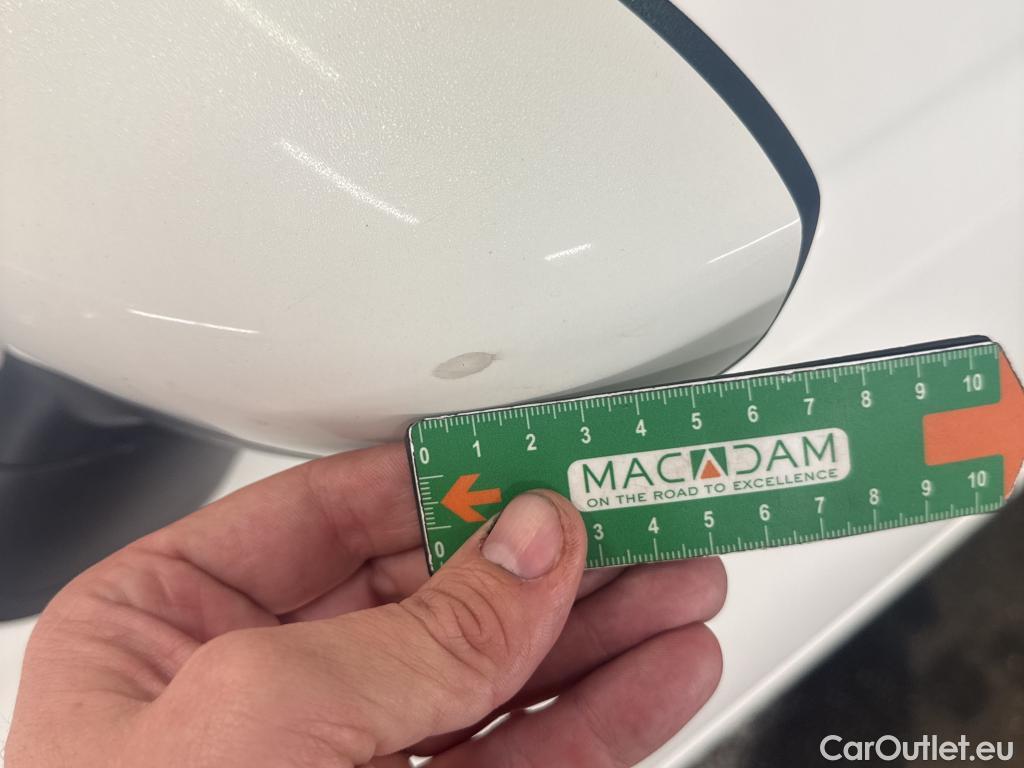 0 1 2 3 4 5 6 7 8 9 10
MACADAM
ON THE ROAD TO EXCELLENCE
0 3 4 5 6 7 8 9 10
CarOutlet.eu